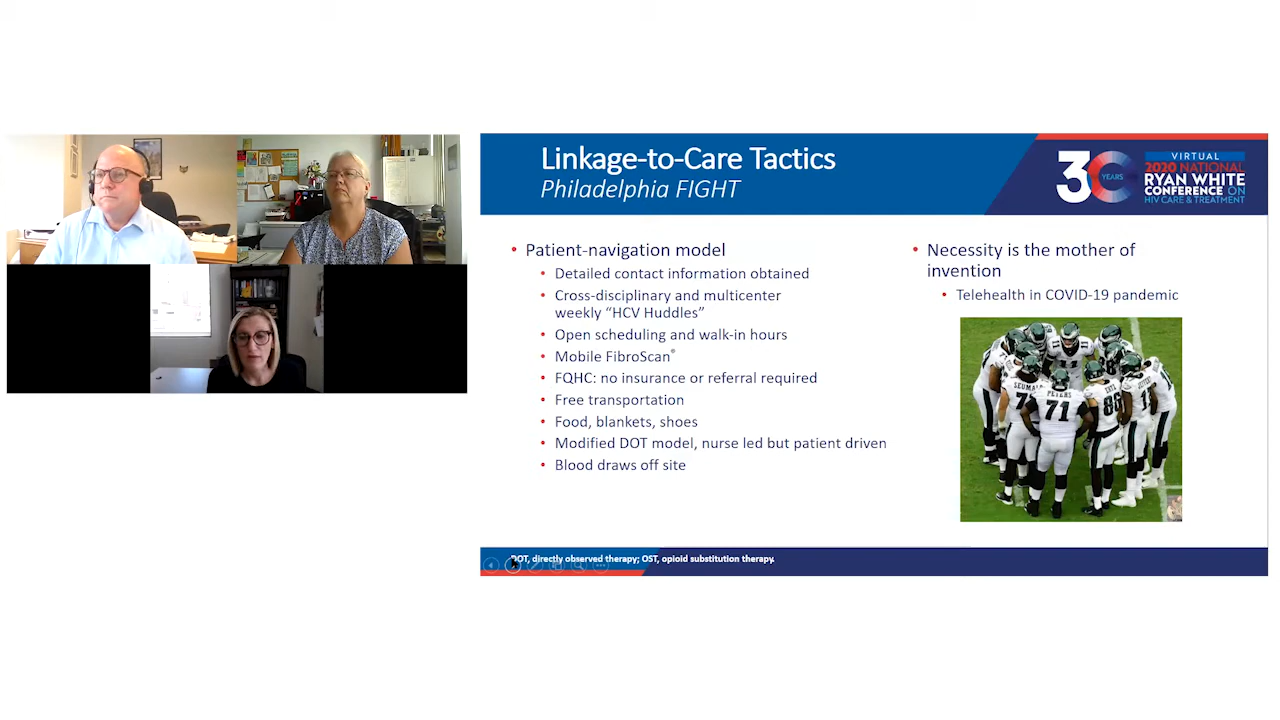 Linkage-to-Care Tactics
Philadelphia FIGHT
30
YEARS
VIRTUAL
2020 NATIONAL
RYAN WHITE
CONFERENCE ON
HIV CARE & TREATMENT
• Patient-navigation model
• Detailed contact information obtained
• Cross-disciplinary and multicenter
weekly “HCV Huddles”
• Open scheduling and walk-in hours
• Mobile FibroScan®
• FQHC: no insurance or referral required
• Free transportation
• Food, blankets, shoes
• Modified DOT model, nurse led but patient driven
• Blood draws off site
• Necessity is the mother of
invention
• Telehealth in COVID-19 pandemic
11
PETERS
71
86
DOT, directly observed therapy; OST, opioid substitution therapy.